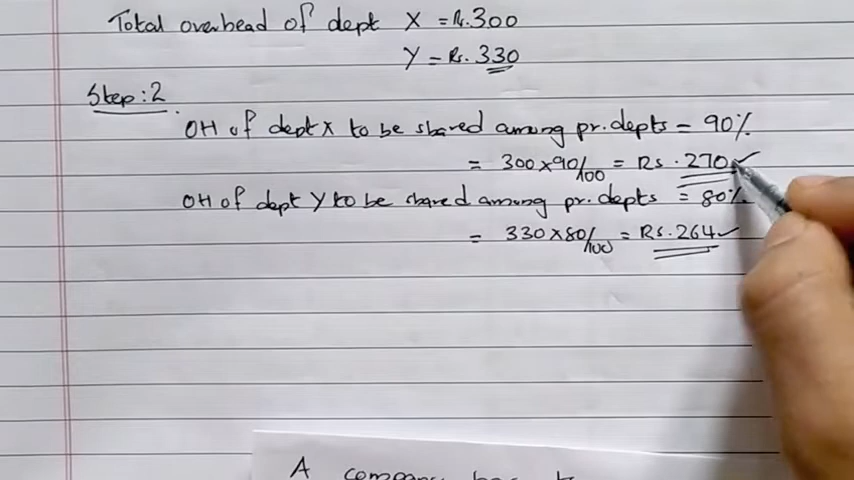 Total overhead of dept X = Rs.300
Y = Rs. 330
Step:2
OH of dept X to be shared among pr. depts = 90%
= 300 x 90/100 = Rs. 270 ✓
OH of dept Y to be shared among pr. depts = 80%
= 330 x 80/100 = Rs. 264 ✓
A company has t